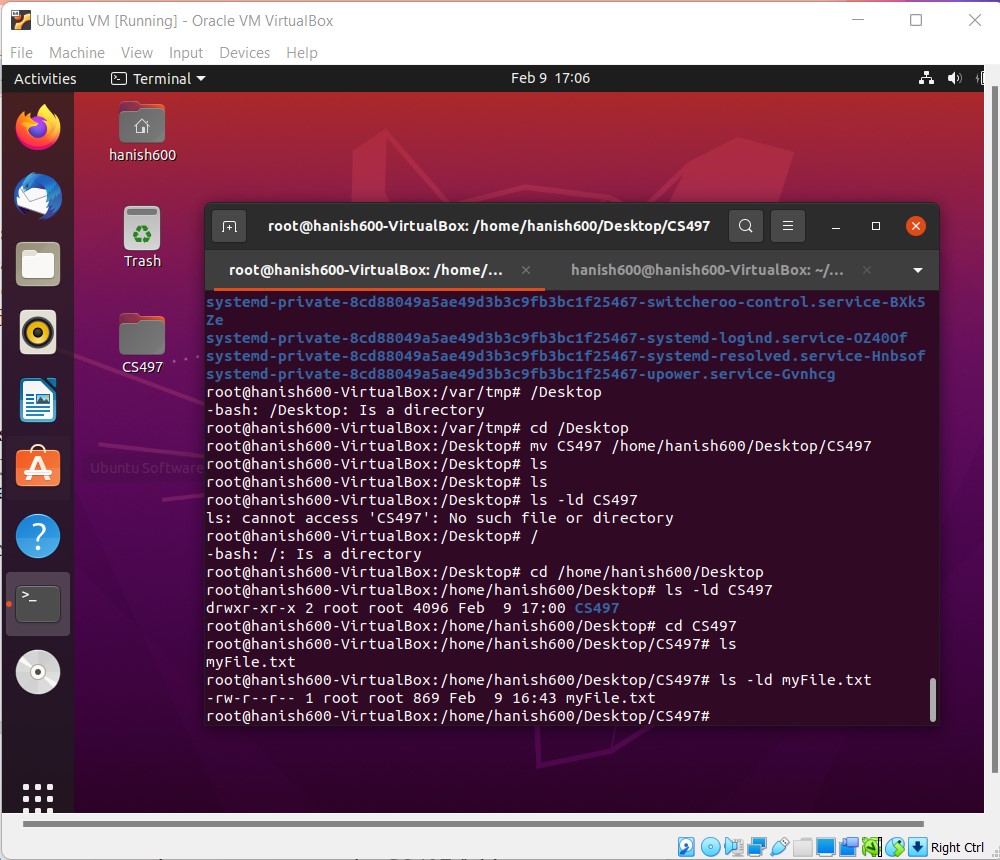 Ubuntu VM [Running] - Oracle VM VirtualBox
File Machine View Input Devices Help
Activities Terminal Feb 9 17:06
hanish600
Trash
CS497
Ubuntu Software
root@hanish600-VirtualBox: /home/hanish600/Desktop/CS497
root@hanish600-VirtualBox: /home/... hanish600@hanish600-VirtualBox: ~/...
systemd-private-8cd88049a5ae49d3b3c9fb3bc1f25467-switcheroo-control.service-BXk5
Ze
systemd-private-8cd88049a5ae49d3b3c9fb3bc1f25467-systemd-logind.service-OZ40Of
systemd-private-8cd88049a5ae49d3b3c9fb3bc1f25467-systemd-resolved.service-Hnbsof
systemd-private-8cd88049a5ae49d3b3c9fb3bc1f25467-upower.service-Gvnhcg
root@hanish600-VirtualBox:/var/tmp# /Desktop
-bash: /Desktop: Is a directory
root@hanish600-VirtualBox:/var/tmp# cd /Desktop
root@hanish600-VirtualBox:/Desktop# mv CS497 /home/hanish600/Desktop/CS497
root@hanish600-VirtualBox:/Desktop# ls
root@hanish600-VirtualBox:/Desktop# ls
root@hanish600-VirtualBox:/Desktop# ls -ld CS497
ls: cannot access 'CS497': No such file or directory
root@hanish600-VirtualBox:/Desktop# /
-bash: /: Is a directory
root@hanish600-VirtualBox:/Desktop# cd /home/hanish600/Desktop
root@hanish600-VirtualBox:/home/hanish600/Desktop# ls -ld CS497
drwxr-xr-x 2 root root 4096 Feb  9 17:00 CS497
root@hanish600-VirtualBox:/home/hanish600/Desktop# cd CS497
root@hanish600-VirtualBox:/home/hanish600/Desktop/CS497# ls
myFile.txt
root@hanish600-VirtualBox:/home/hanish600/Desktop/CS497# ls -ld myFile.txt
-rw-r--r-- 1 root root 869 Feb  9 16:43 myFile.txt
root@hanish600-VirtualBox:/home/hanish600/Desktop/CS497#
Right Ctrl